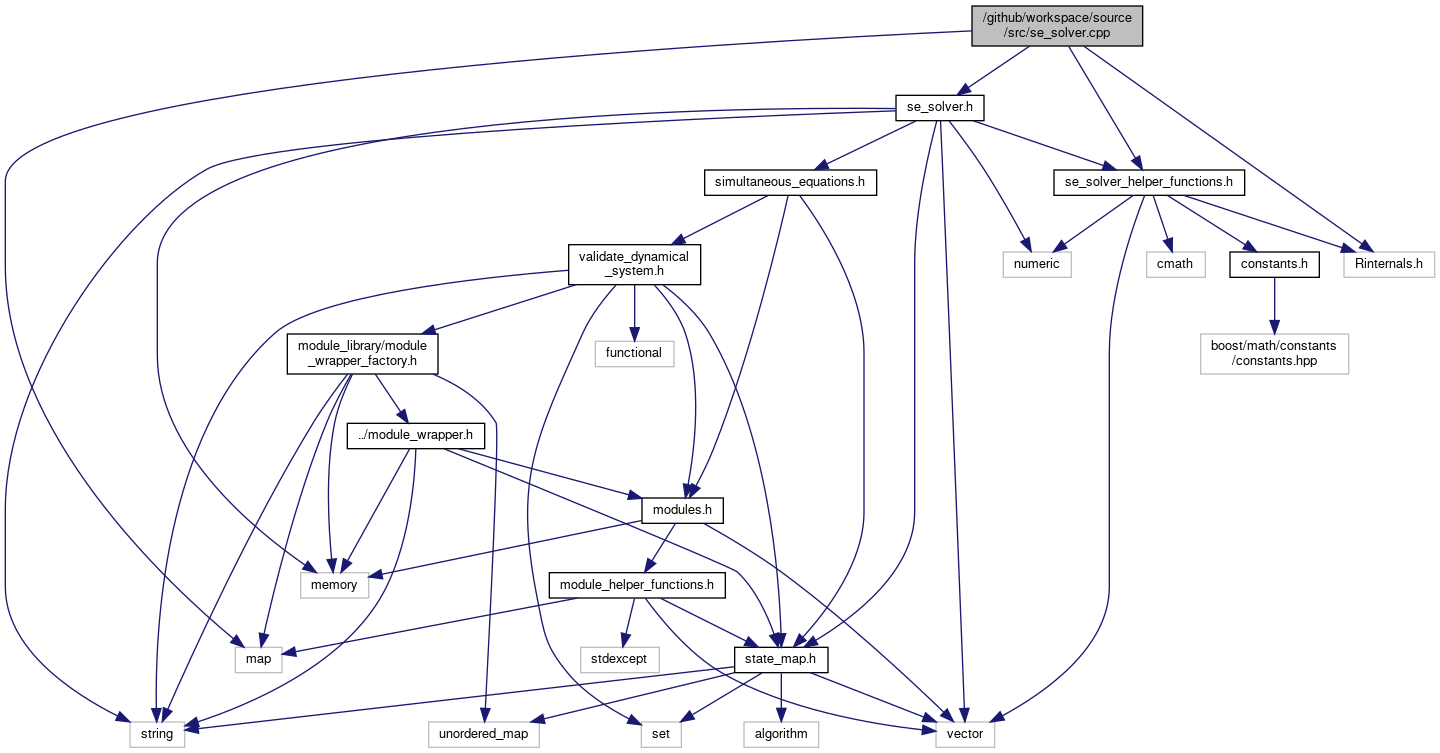 /github/workspace/source
/src/se_solver.cpp
se_solver.h
simultaneous_equations.h
se_solver_helper_functions.h
validate_dynamical
_system.h
numeric
cmath
constants.h
Rinternals.h
module_library/module
_wrapper_factory.h
functional
boost/math/constants
/constants.hpp
../module_wrapper.h
modules.h
memory
module_helper_functions.h
map
stdexcept
state_map.h
string
unordered_map
set
algorithm
vector